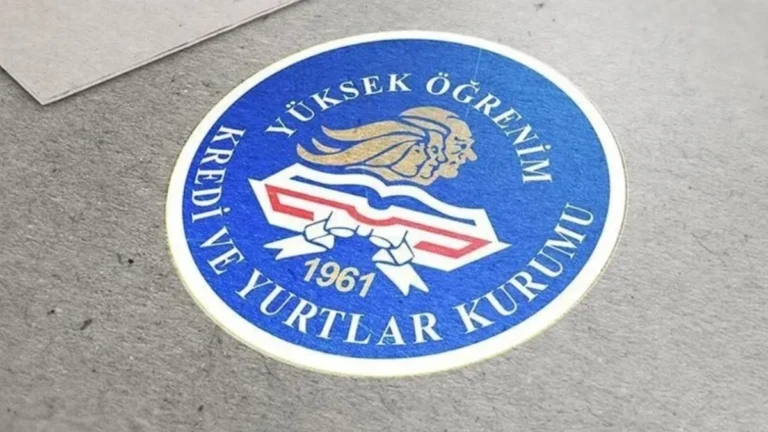 YÜKSEK ÖĞRENİM
KREDİ VE YURTLAR KURUMU
1961